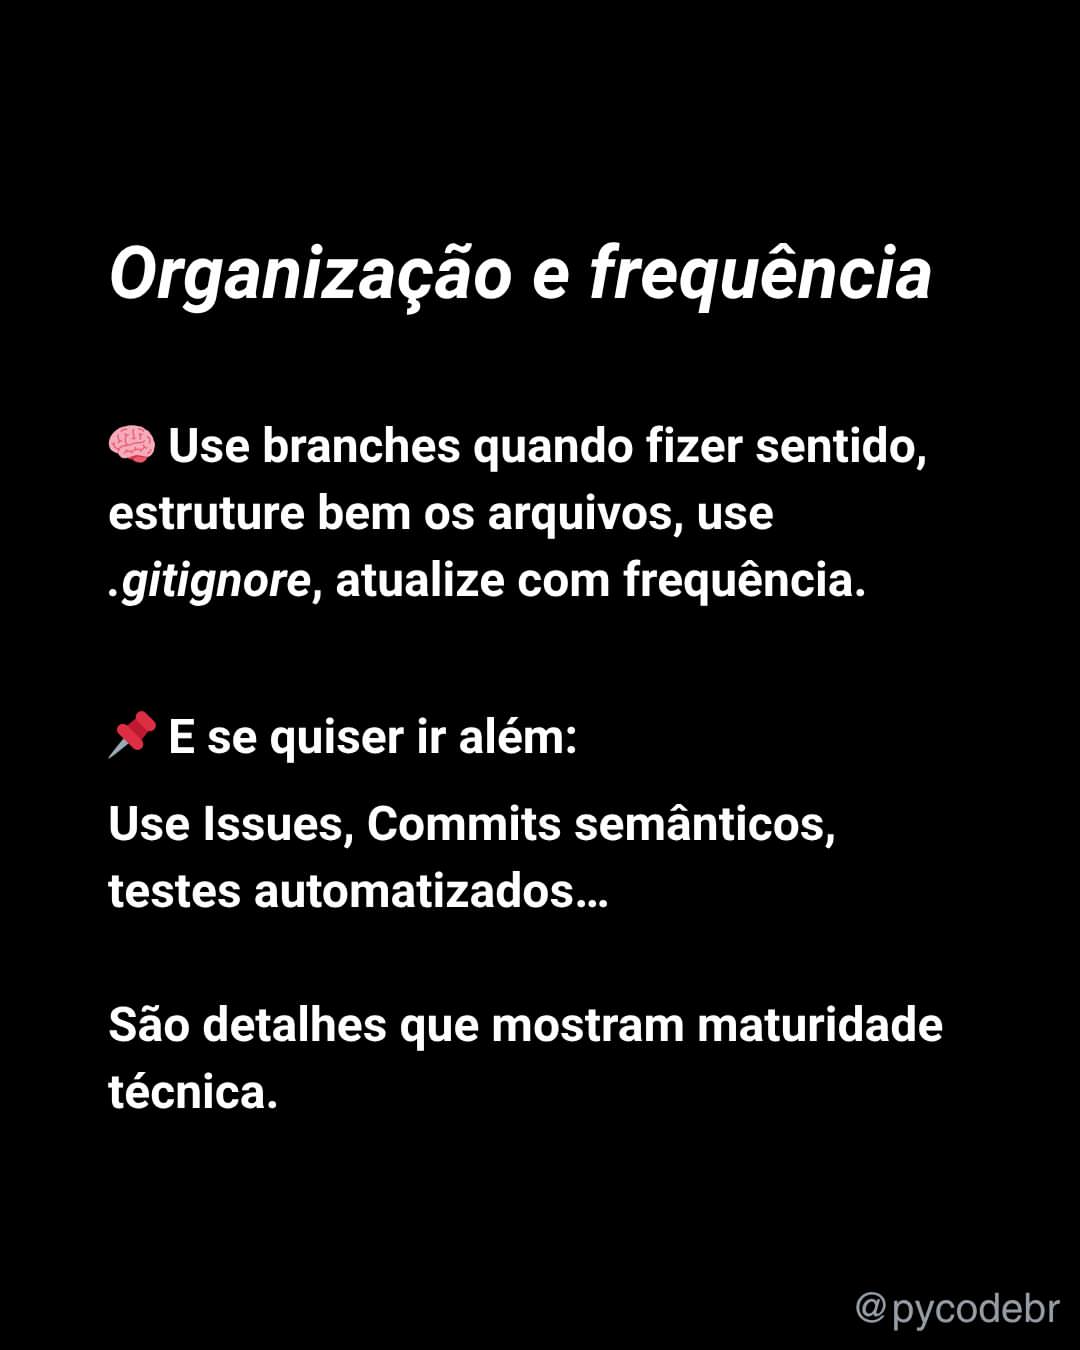 Organização e frequência
🧠 Use branches quando fizer sentido,
estruture bem os arquivos, use
.gitignore, atualize com frequência.
📌 E se quiser ir além:
Use Issues, Commits semânticos,
testes automatizados...
São detalhes que mostram maturidade
técnica.
@pycodebr